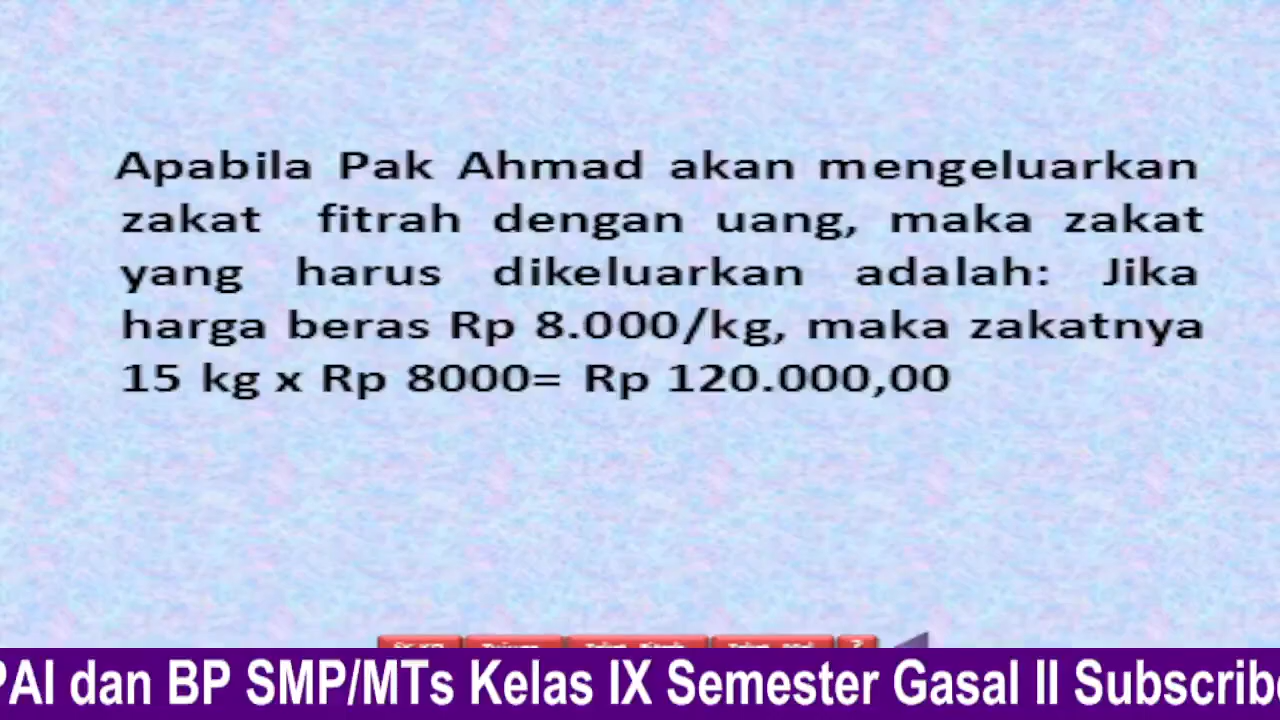 Apabila Pak Ahmad akan mengeluarkan
zakat fitrah dengan uang, maka zakat
yang harus dikeluarkan adalah: Jika
harga beras Rp 8.000/kg, maka zakatnya
15 kg x Rp 8000= Rp 120.000,00
?
PAI dan BP SMP/MTs Kelas IX Semester Gasal II Subscribe